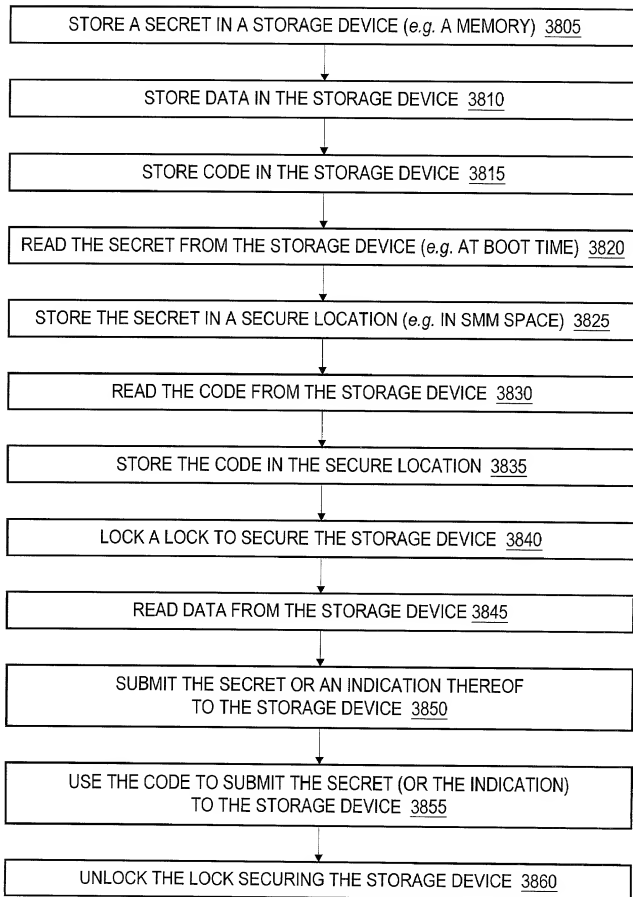 STORE A SECRET IN A STORAGE DEVICE (e.g. A MEMORY) 3805
STORE DATA IN THE STORAGE DEVICE 3810
STORE CODE IN THE STORAGE DEVICE 3815
READ THE SECRET FROM THE STORAGE DEVICE (e.g. AT BOOT TIME) 3820
STORE THE SECRET IN A SECURE LOCATION (e.g. IN SMM SPACE) 3825
READ THE CODE FROM THE STORAGE DEVICE 3830
STORE THE CODE IN THE SECURE LOCATION 3835
LOCK A LOCK TO SECURE THE STORAGE DEVICE 3840
READ DATA FROM THE STORAGE DEVICE 3845
SUBMIT THE SECRET OR AN INDICATION THEREOF
TO THE STORAGE DEVICE 3850
USE THE CODE TO SUBMIT THE SECRET (OR THE INDICATION)
TO THE STORAGE DEVICE 3855
UNLOCK THE LOCK SECURING THE STORAGE DEVICE 3860